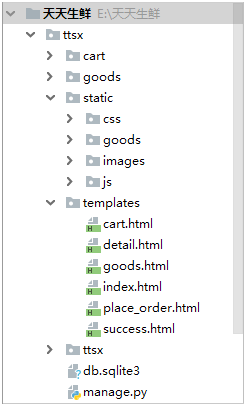 天天生鲜 E:\天天生鲜
ttsx
cart
goods
static
css
goods
images
js
templates
cart.html
detail.html
goods.html
index.html
place_order.html
success.html
ttsx
db.sqlite3
manage.py